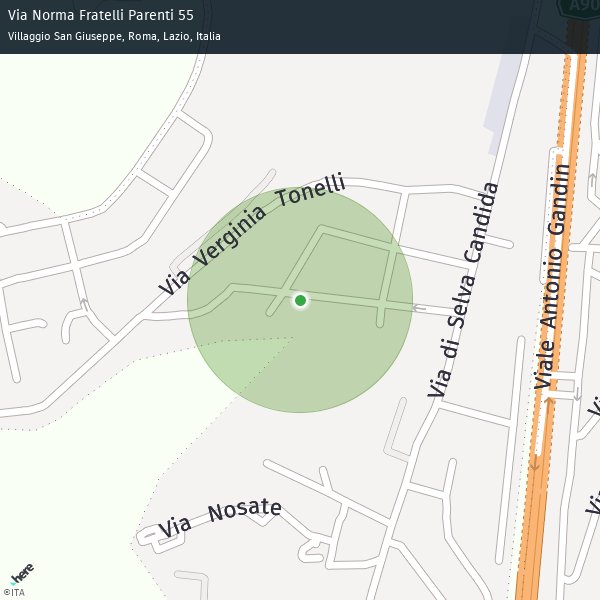 Via Norma Fratelli Parenti 55
Villaggio San Giuseppe, Roma, Lazio, Italia
A90
Via Verginia Tonelli
Via di Selva Candida
Viale Antonio Gandin
Via Nosate
here
©ITA